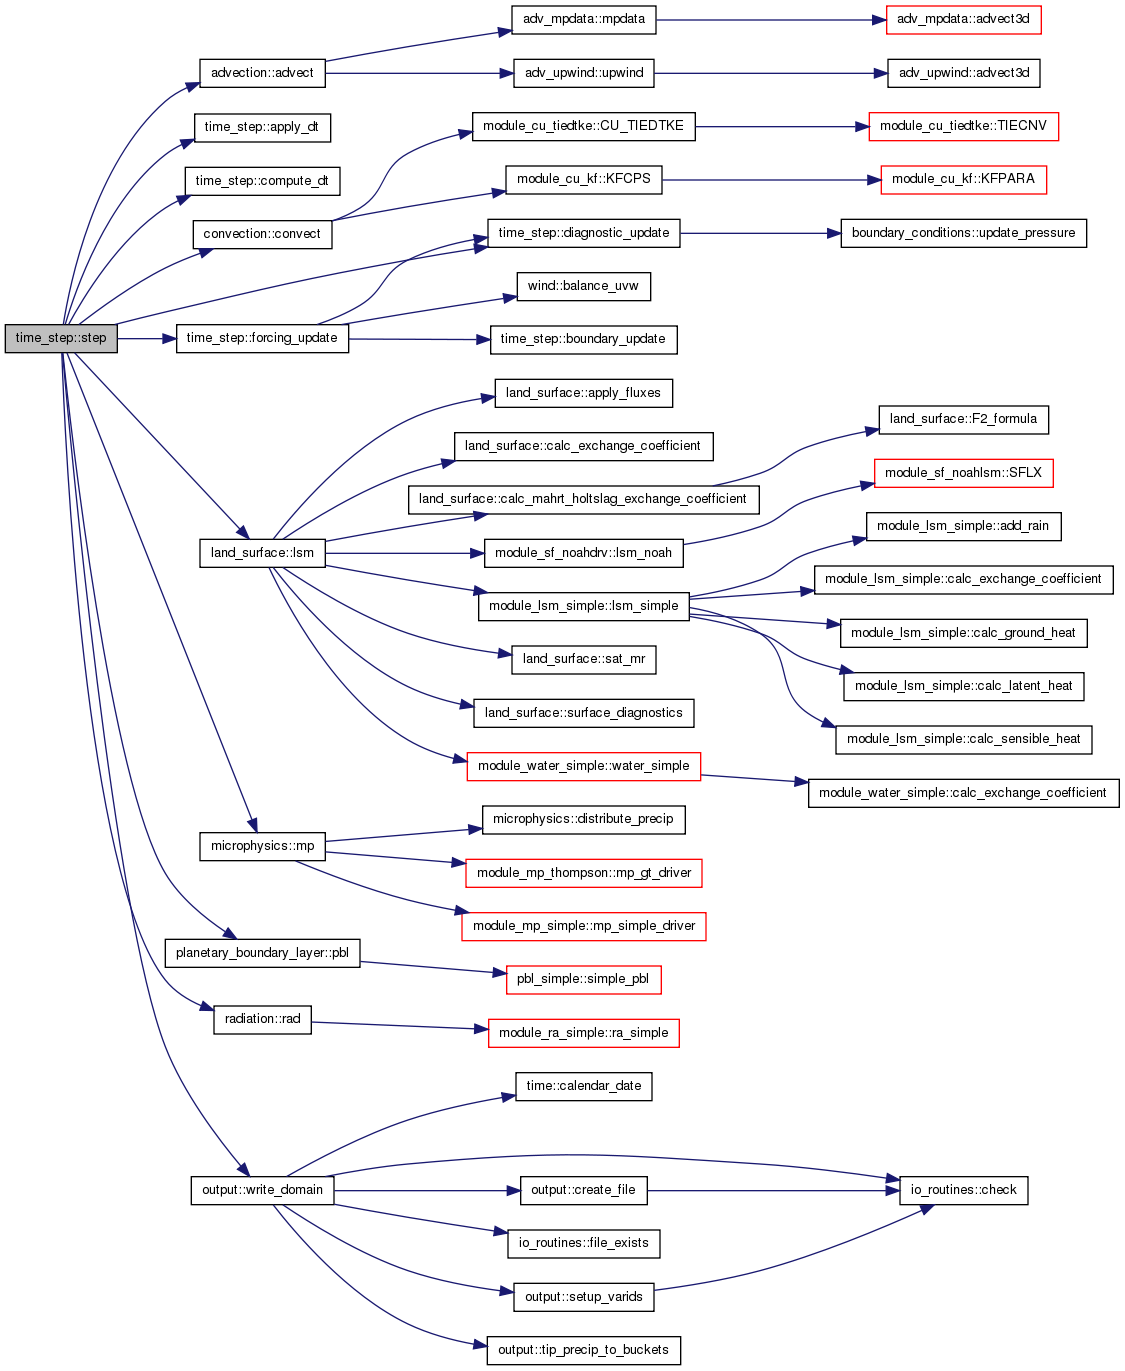 adv_mpdata::mpdata
adv_mpdata::advect3d
advection::advect
adv_upwind::upwind
adv_upwind::advect3d
time_step::apply_dt
module_cu_tiedtke::CU_TIEDTKE
module_cu_tiedtke::TIECNV
time_step::compute_dt
module_cu_kf::KFCPS
module_cu_kf::KFPARA
convection::convect
time_step::diagnostic_update
boundary_conditions::update_pressure
wind::balance_uvw
time_step::step
time_step::forcing_update
time_step::boundary_update
land_surface::apply_fluxes
land_surface::F2_formula
land_surface::calc_exchange_coefficient
module_sf_noahlsm::SFLX
land_surface::calc_mahrt_holtslag_exchange_coefficient
module_lsm_simple::add_rain
land_surface::lsm
module_sf_noahdrv::lsm_noah
module_lsm_simple::calc_exchange_coefficient
module_lsm_simple::lsm_simple
module_lsm_simple::calc_ground_heat
land_surface::sat_mr
module_lsm_simple::calc_latent_heat
land_surface::surface_diagnostics
module_lsm_simple::calc_sensible_heat
module_water_simple::water_simple
module_water_simple::calc_exchange_coefficient
microphysics::distribute_precip
microphysics::mp
module_mp_thompson::mp_gt_driver
module_mp_simple::mp_simple_driver
planetary_boundary_layer::pbl
pbl_simple::simple_pbl
radiation::rad
module_ra_simple::ra_simple
time::calendar_date
output::write_domain
output::create_file
io_routines::check
io_routines::file_exists
output::setup_varids
output::tip_precip_to_buckets